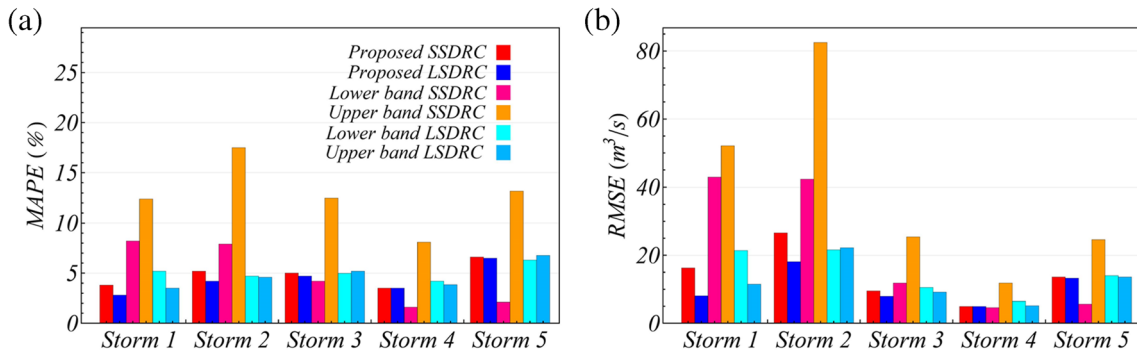 (a)
MAPE (%)
25
20
15
10
5
0
Proposed SSDRC
Proposed LSDRC
Lower band SSDRC
Upper band SSDRC
Lower band LSDRC
Upper band LSDRC
Storm 1 Storm 2 Storm 3 Storm 4 Storm 5
(b)
RMSE (m³/s)
80
60
40
20
0
Storm 1 Storm 2 Storm 3 Storm 4 Storm 5